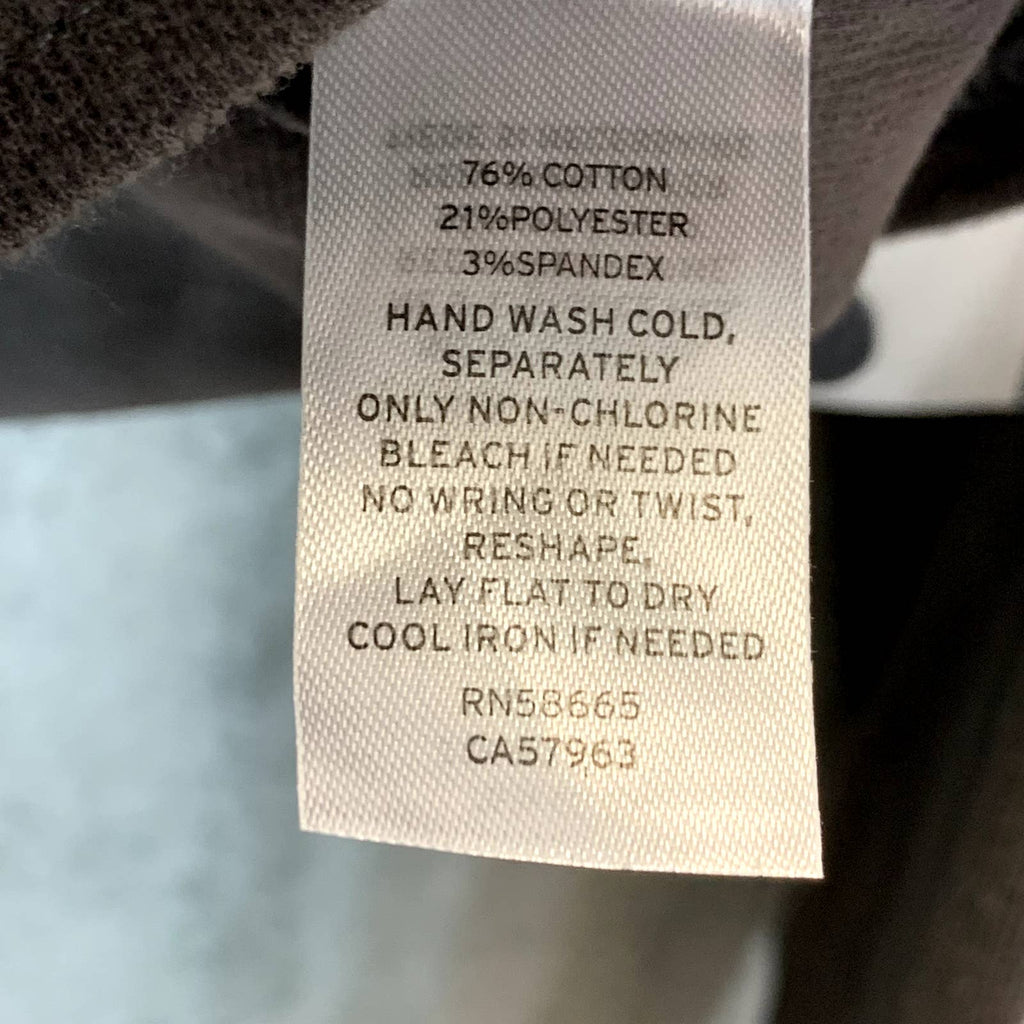 76% COTTON
21%POLYESTER
3%SPANDEX
HAND WASH COLD,
SEPARATELY
ONLY NON-CHLORINE
BLEACH IF NEEDED
NO WRING OR TWIST,
RESHAPE,
LAY FLAT TO DRY
COOL IRON IF NEEDED
RN58665
CA57963